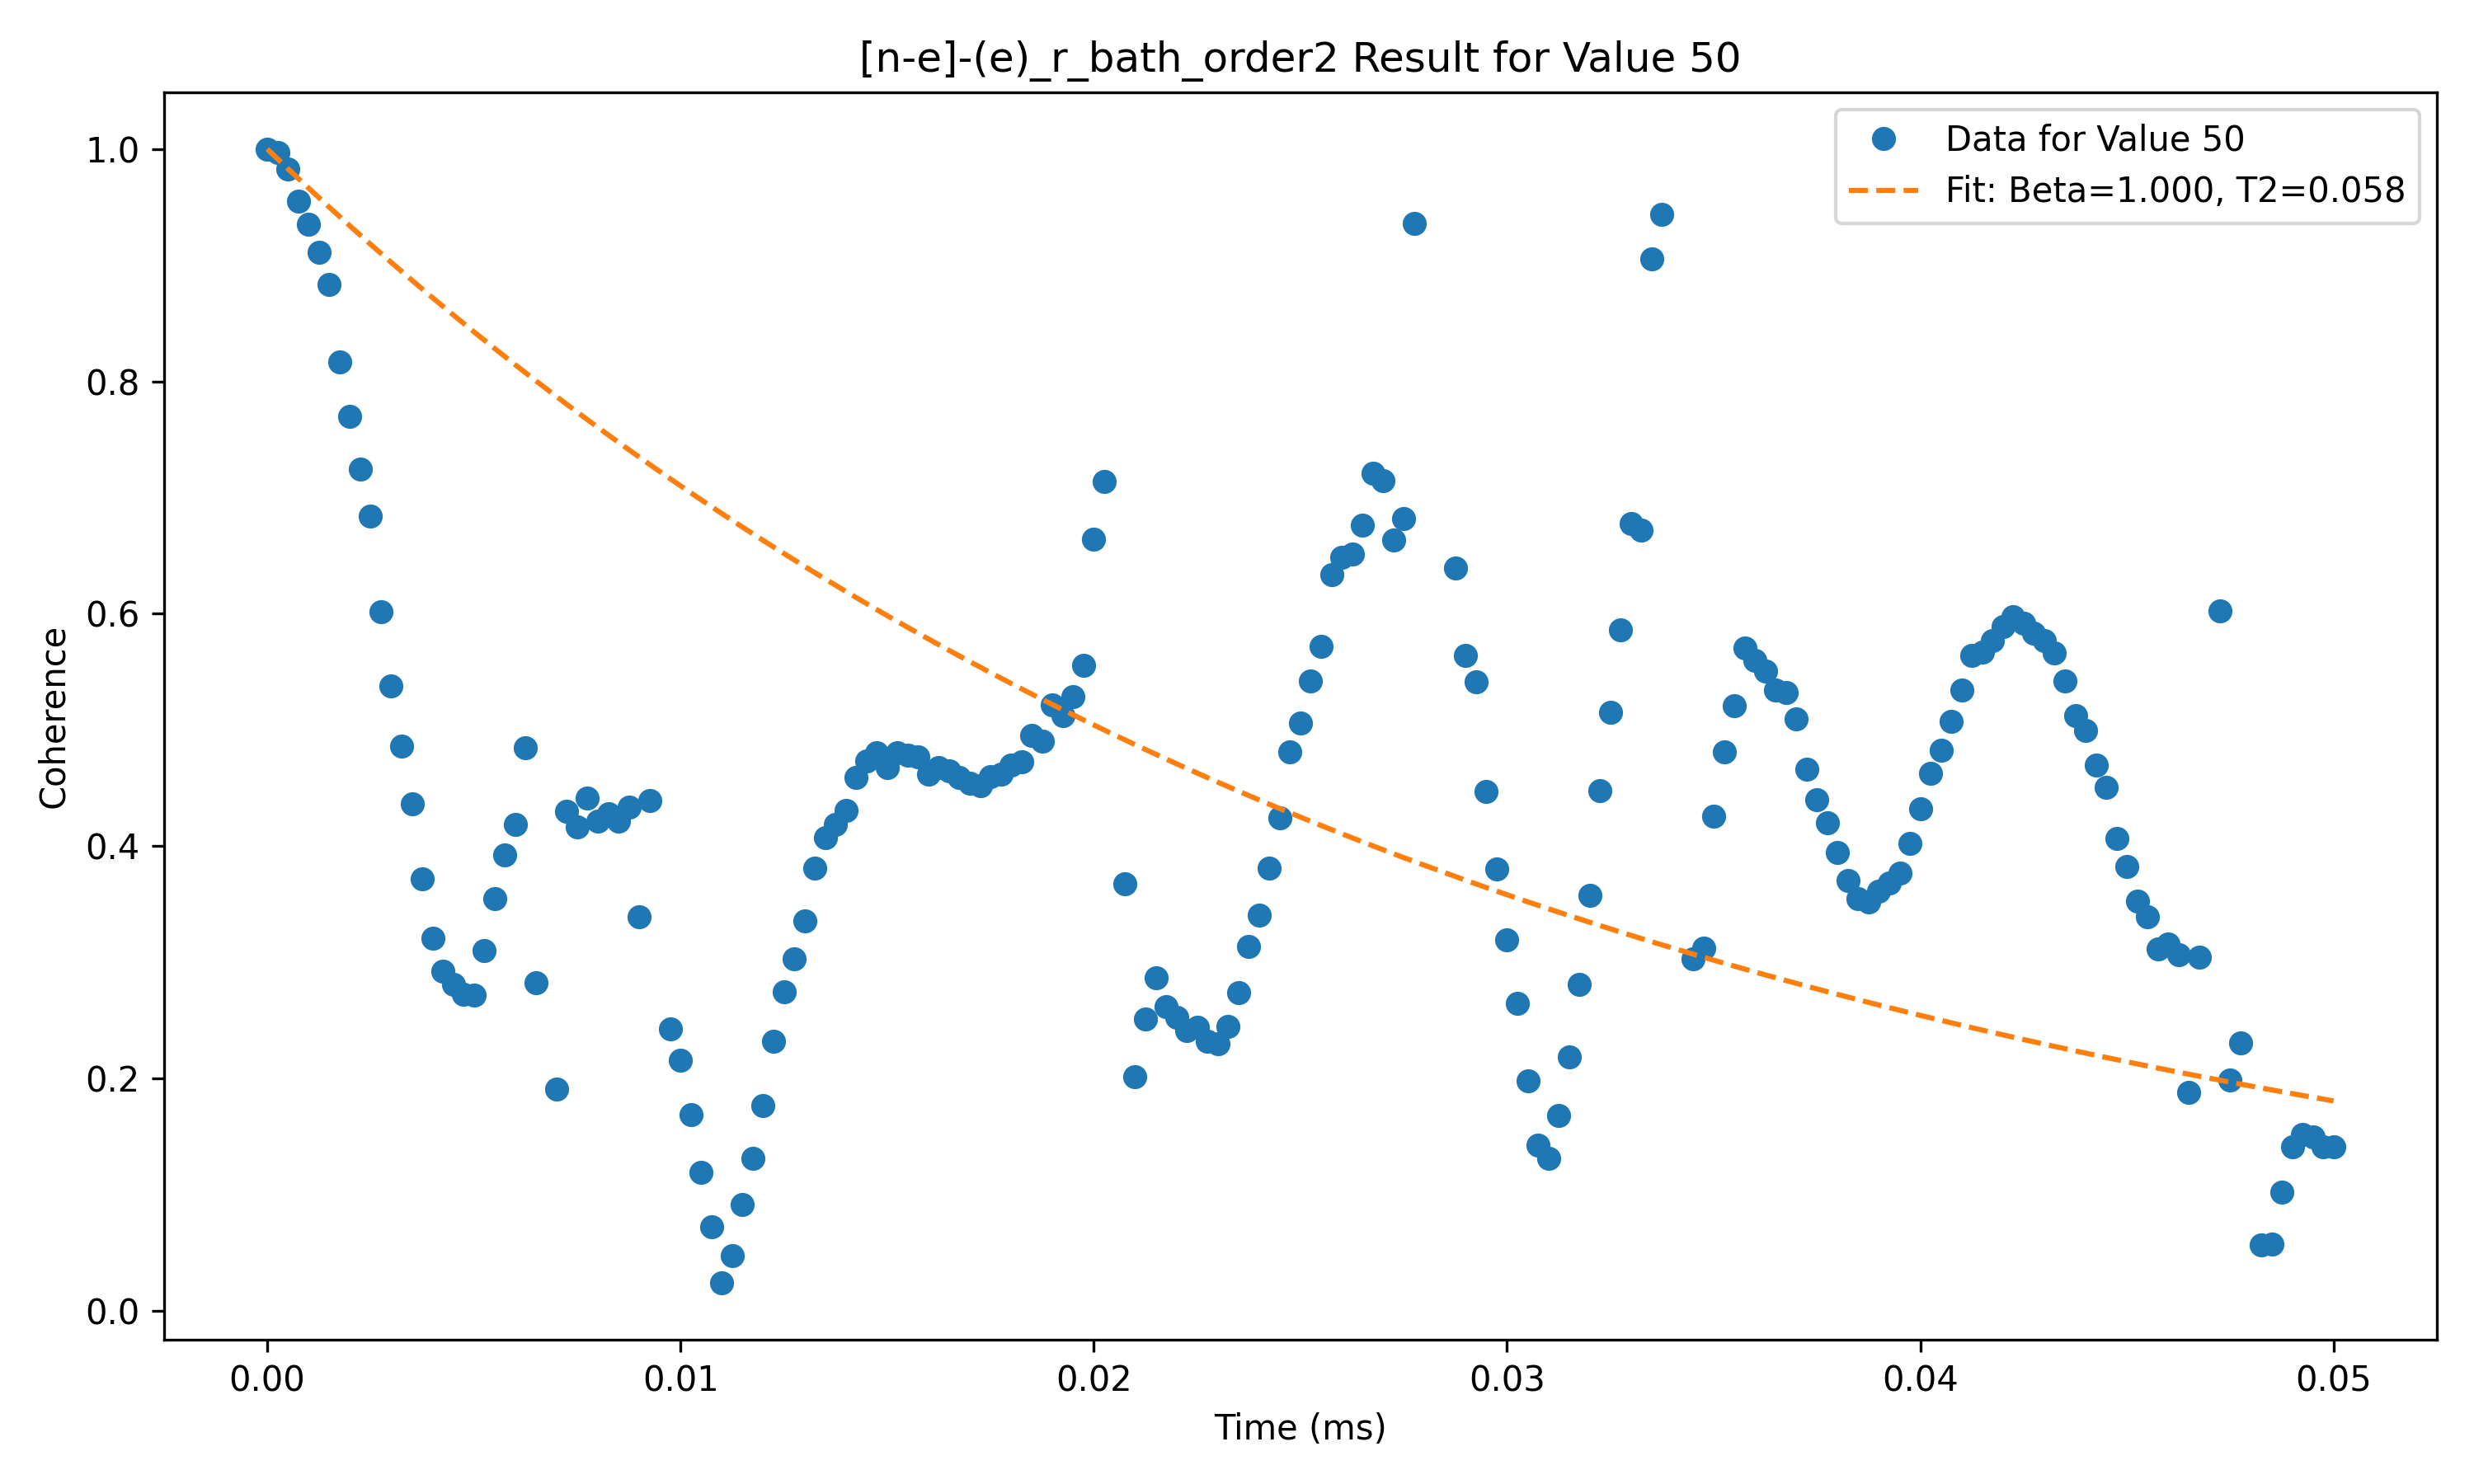 [n-e]-(e)_r_bath_order2 Result for Value 50
Data for Value 50
Fit: Beta=1.000, T2=0.058
Coherence
1.0
0.8
0.6
0.4
0.2
0.0
0.00 0.01 0.02 0.03 0.04 0.05
Time (ms)